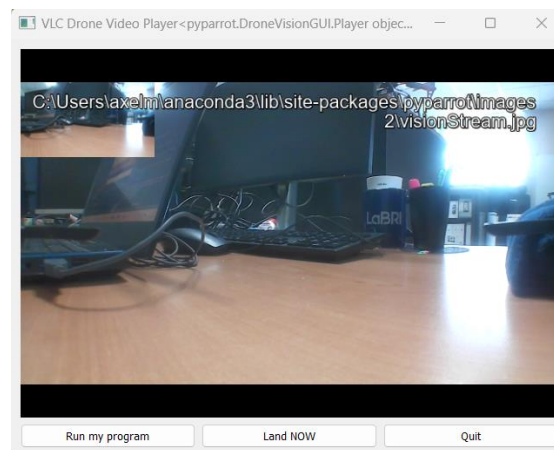 VLC Drone Video Player<pyparrot.DroneVisionGUI.Player objec...
C:\Users\axelm\anaconda3\lib\site-packages\pyparrot\images
2\visionStream.jpg
LaBRI
Run my program
Land NOW
Quit